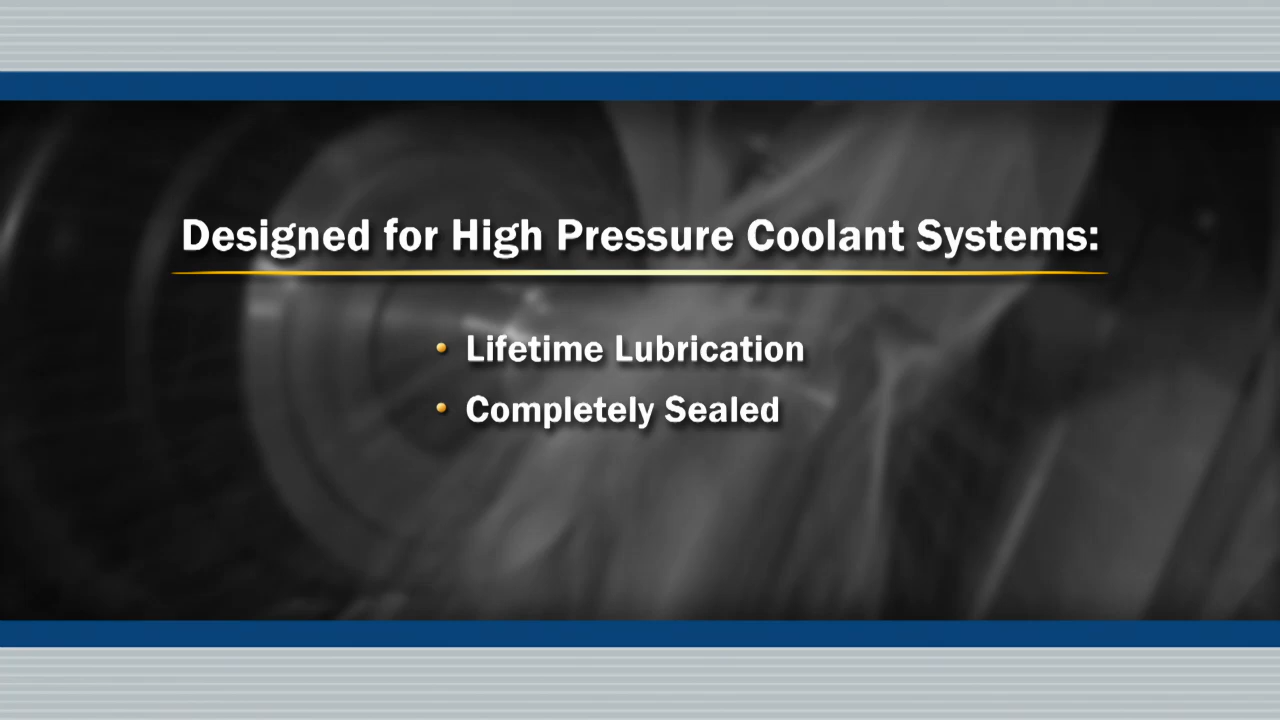 Designed for High Pressure Coolant Systems:
• Lifetime Lubrication
• Completely Sealed